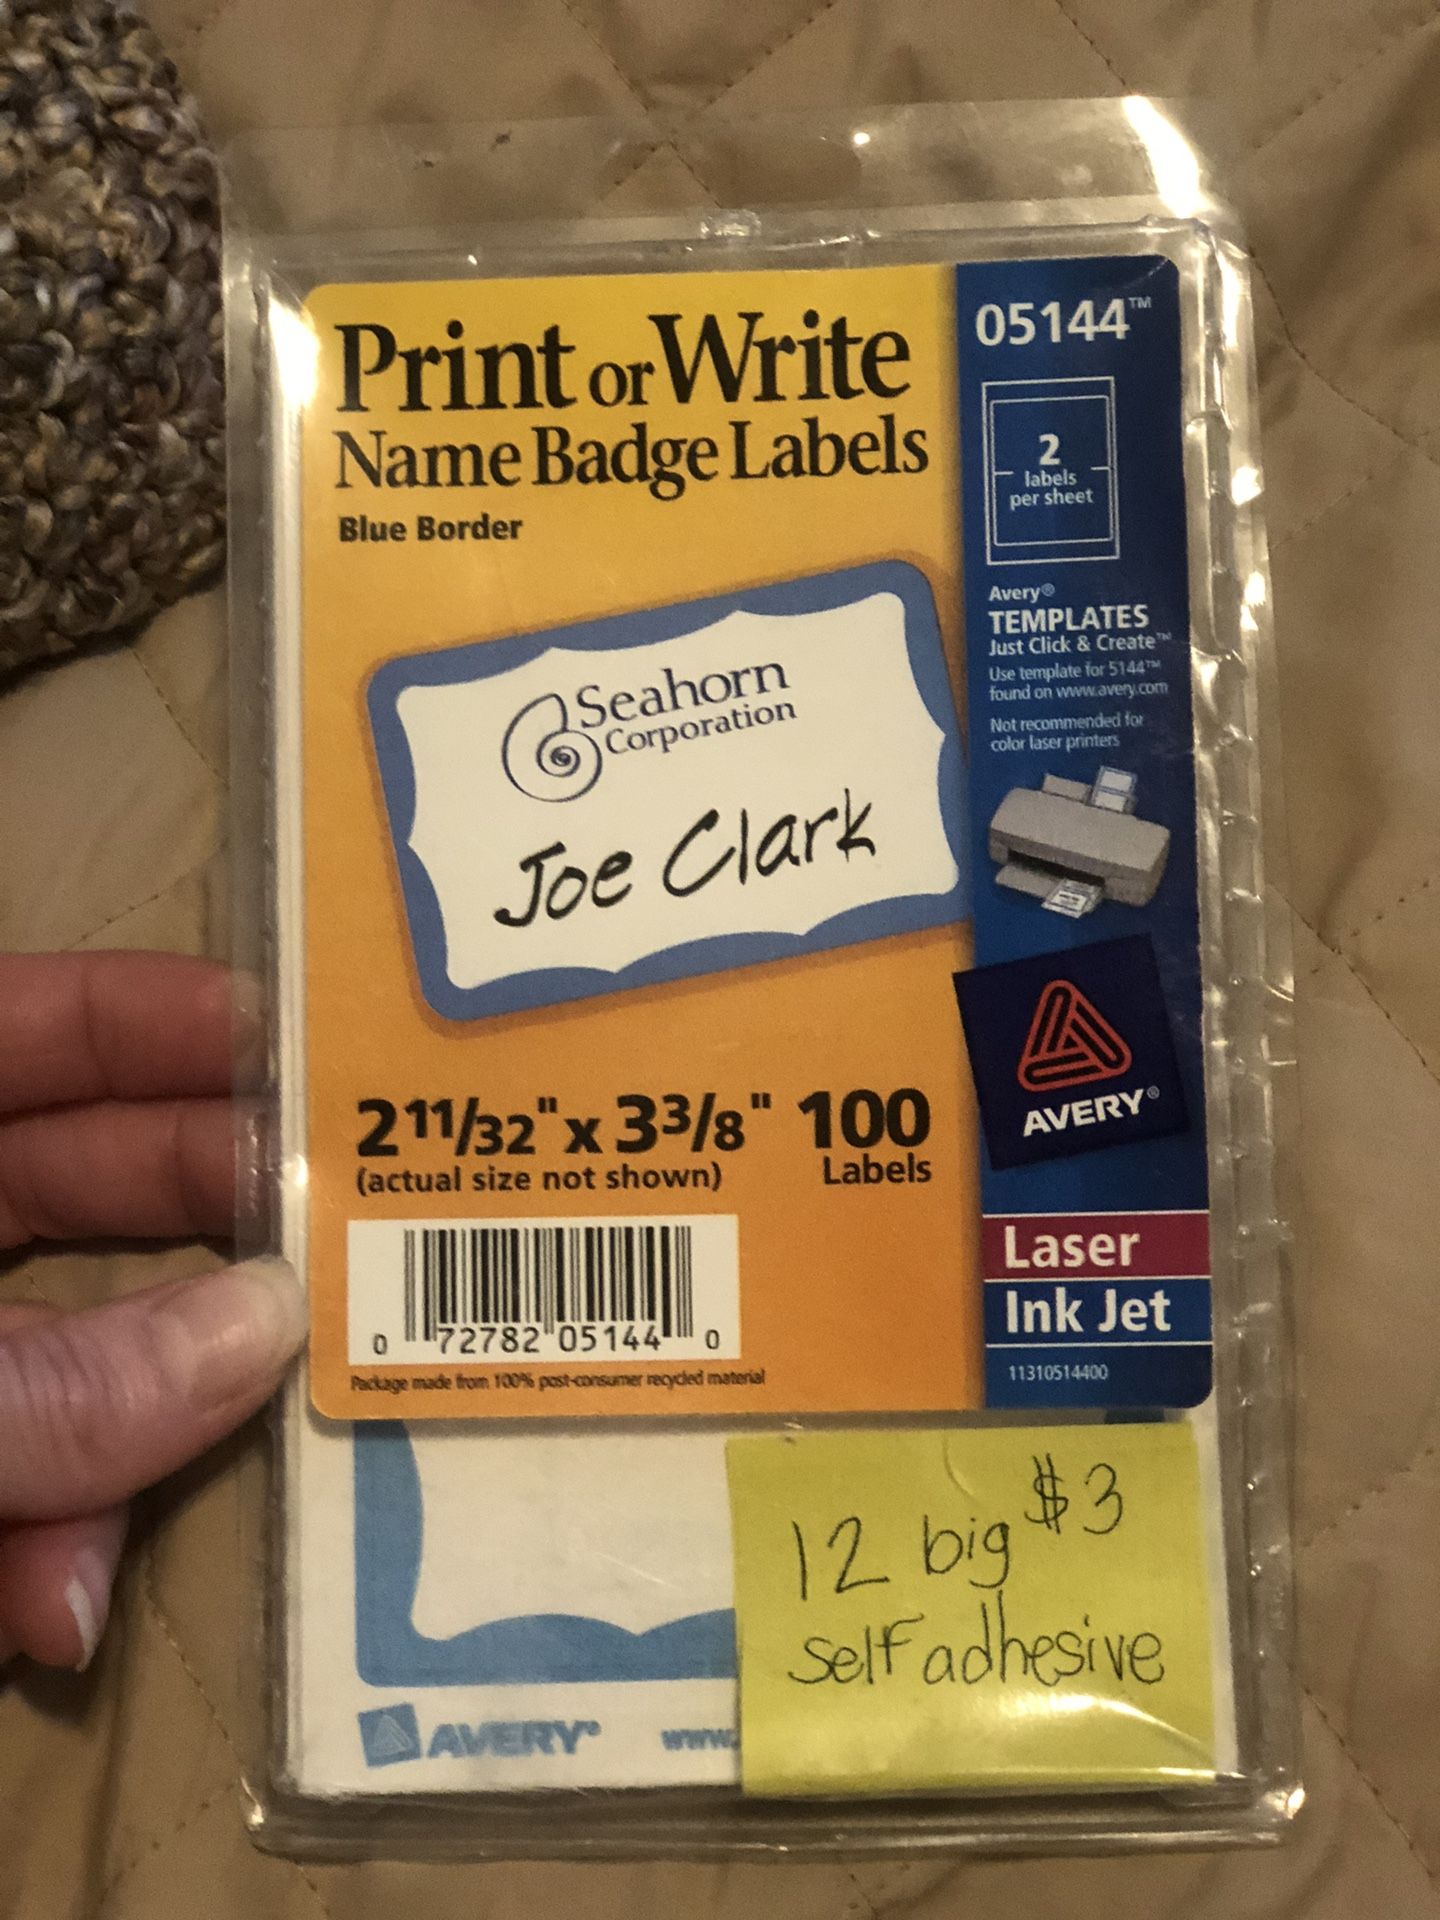 Print or Write
Name Badge Labels
Blue Border
Seahorn
Corporation
Joe Clark
2 11/32" x 3 3/8"
(actual size not shown)
100
Labels
0 72782 05144 0
Package made from 100% post-consumer recycled material
05144™
2
labels
per sheet
Avery®
TEMPLATES
Just Click & Create™
Use template for 5144™
found on www.avery.com
Not recommended for
color laser printers
AVERY®
Laser
Ink Jet
11310514400
$3
12 big
self adhesive
AVERY® www.